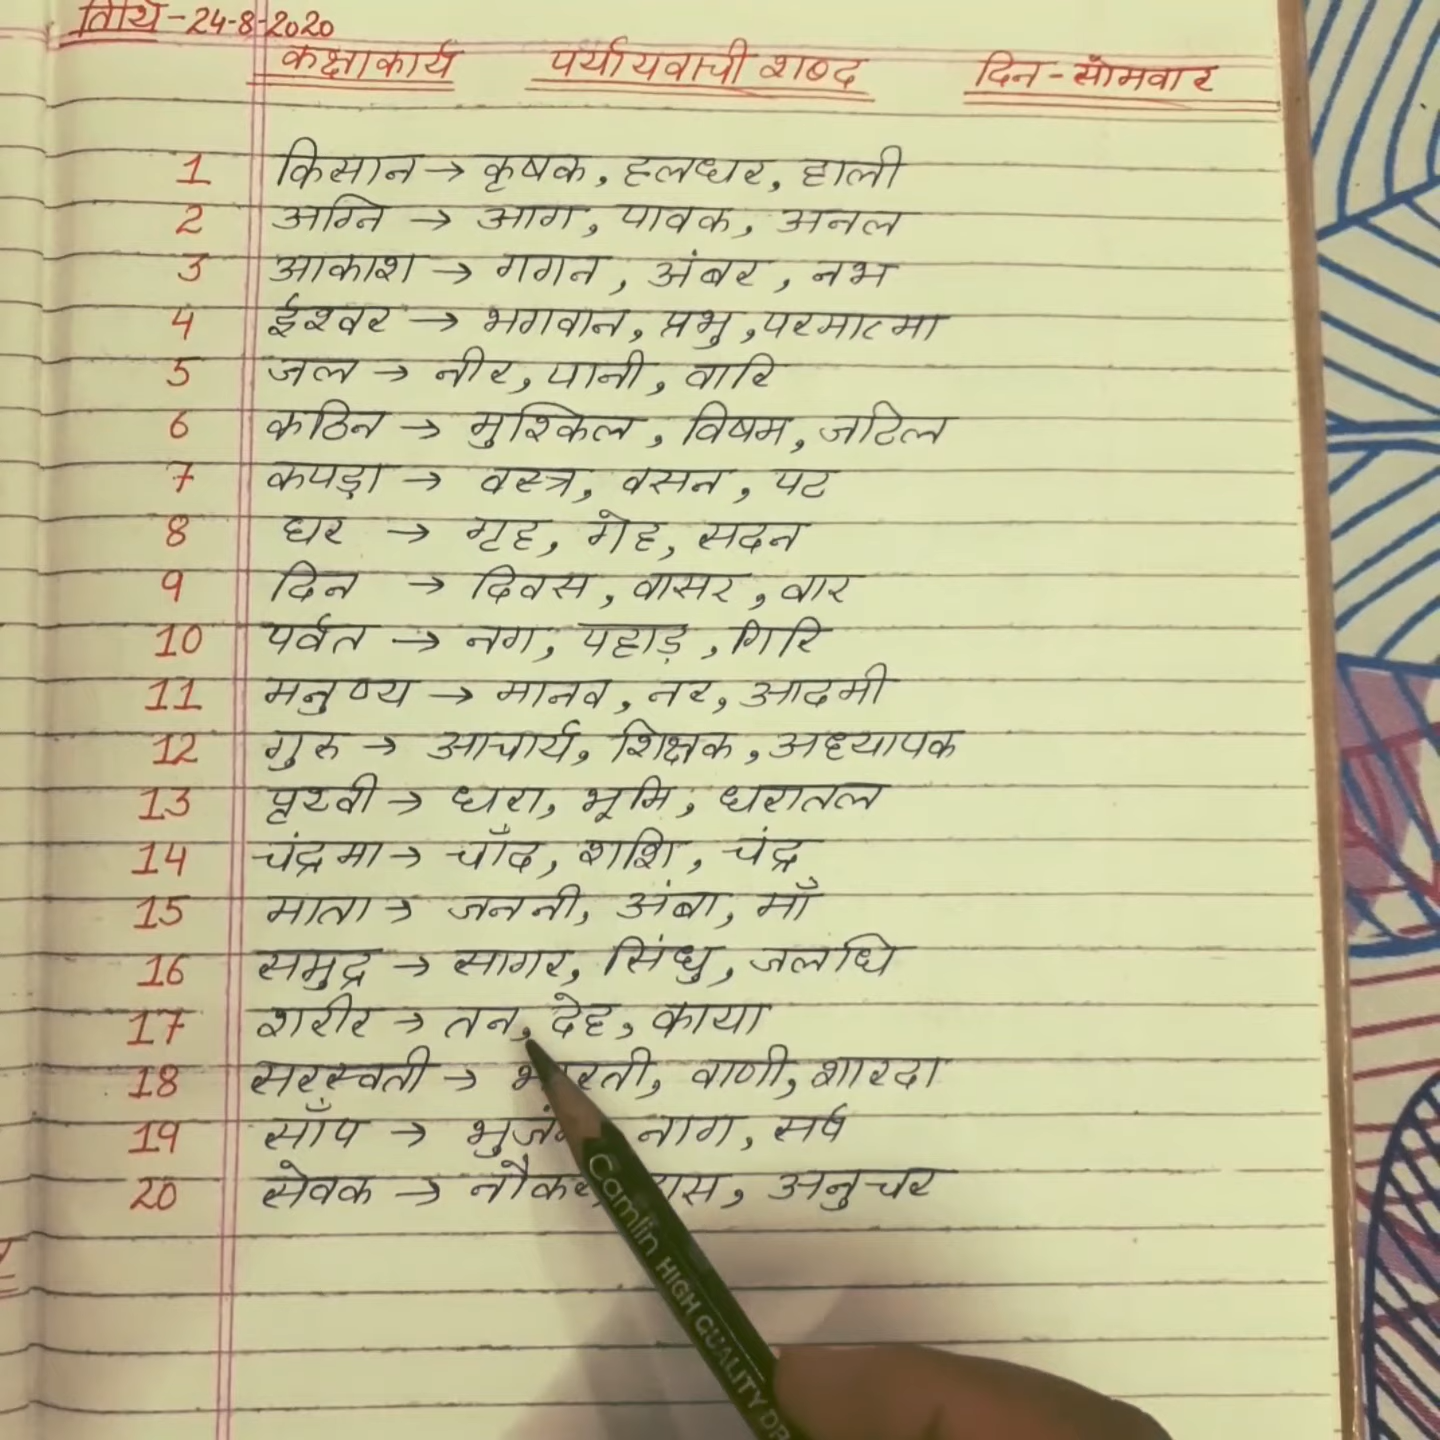 तिथि - 24-8-2020
कक्षाकार्य पर्यायवाची शब्द दिन - सोमवार
1 किसान → कृषक, हलधर, हाली
2 अग्नि → आग, पावक, अनल
3 आकाश → गगन, अंबर, नभ
4 ईश्वर → भगवान, प्रभु, परमात्मा
5 जल → नीर, पानी, वारि
6 कठिन → मुश्किल, विषम, जटिल
7 कपड़ा → वस्त्र, वसन, पट
8 घर → गृह, गेह, सदन
9 दिन → दिवस, वासर, वार
10 पर्वत → नग, पहाड़, गिरि
11 मनुष्य → मानव, नर, आदमी
12 गुरु → आचार्य, शिक्षक, अध्यापक
13 पृथ्वी → धरा, भूमि, धरातल
14 चंद्रमा → चाँद, शशि, चंद्र
15 माता → जननी, अंबा, माँ
16 समुद्र → सागर, सिंधु, जलधि
17 शरीर → तन, देह, काया
18 सरस्वती → भारती, वाणी, शारदा
19 साँप → नाग, सर्प
20 सेवक → नौकर, अनुचर
Camlin HIGH QUALITY